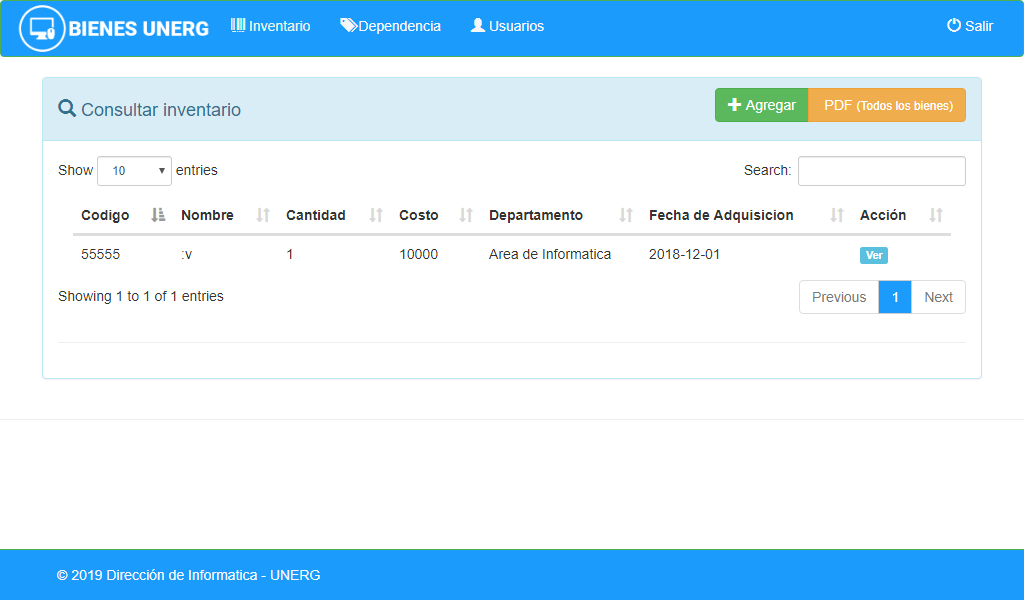 BIENES UNERG Inventario Dependencia Usuarios Salir
Consultar inventario + Agregar PDF (Todos los bienes)
Show 10 entries Search:
Codigo Nombre Cantidad Costo Departamento Fecha de Adquisicion Acción
55555 :v 1 10000 Area de Informatica 2018-12-01 Ver
Showing 1 to 1 of 1 entries Previous 1 Next
© 2019 Dirección de Informatica - UNERG